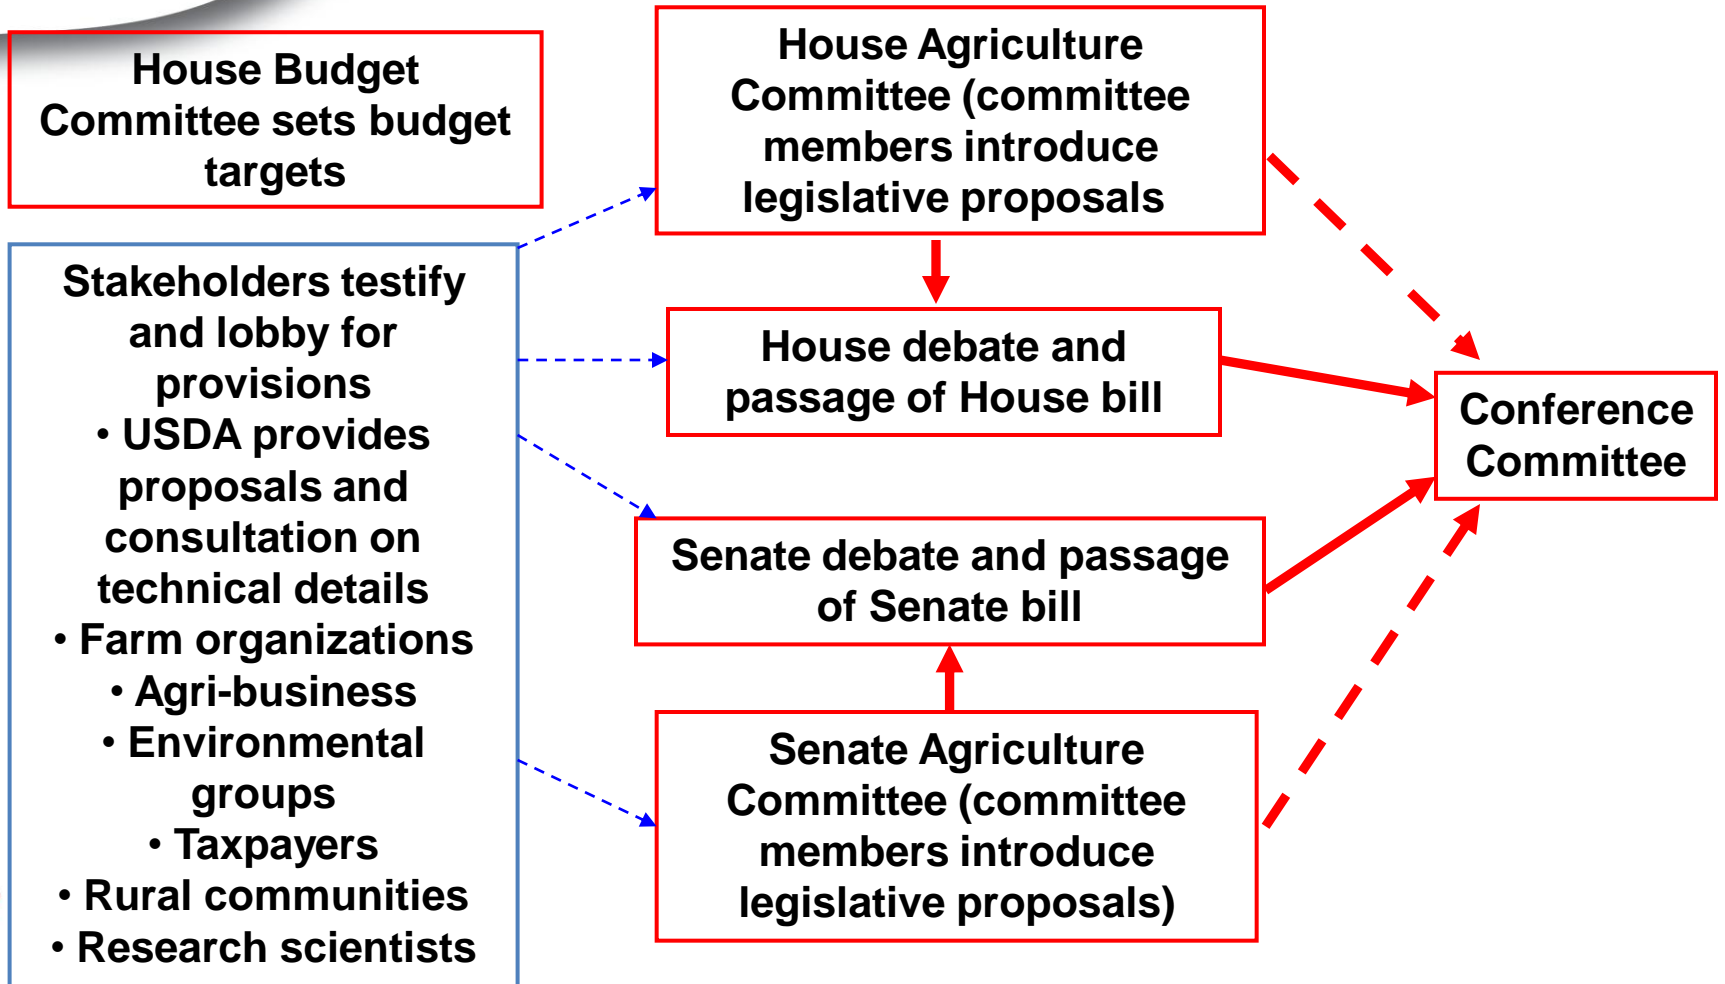 House Budget
Committee sets budget
targets
Stakeholders testify
and lobby for
provisions
• USDA provides
proposals and
consultation on
technical details
• Farm organizations
• Agri-business
• Environmental
groups
• Taxpayers
• Rural communities
• Research scientists
House Agriculture
Committee (committee
members introduce
legislative proposals
House debate and
passage of House bill
Senate debate and passage
of Senate bill
Senate Agriculture
Committee (committee
members introduce
legislative proposals)
Conference
Committee